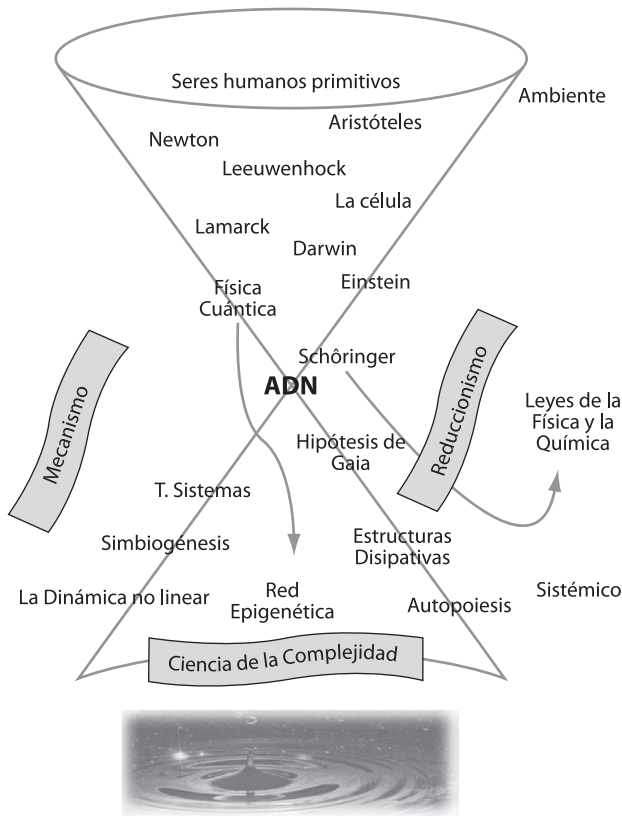 Seres humanos primitivos
Ambiente
Aristóteles
Newton
Leeuwenhock
La célula
Lamarck
Darwin
Einstein
Física
Cuántica
Schôringer
ADN
Mecanismo
Reduccionismo
Leyes de la
Física y la
Química
Hipótesis de
Gaia
T. Sistemas
Simbiogénesis
Estructuras
Disipativas
La Dinámica no linear
Red
Epigenética
Autopoiesis
Sistémico
Ciencia de la Complejidad